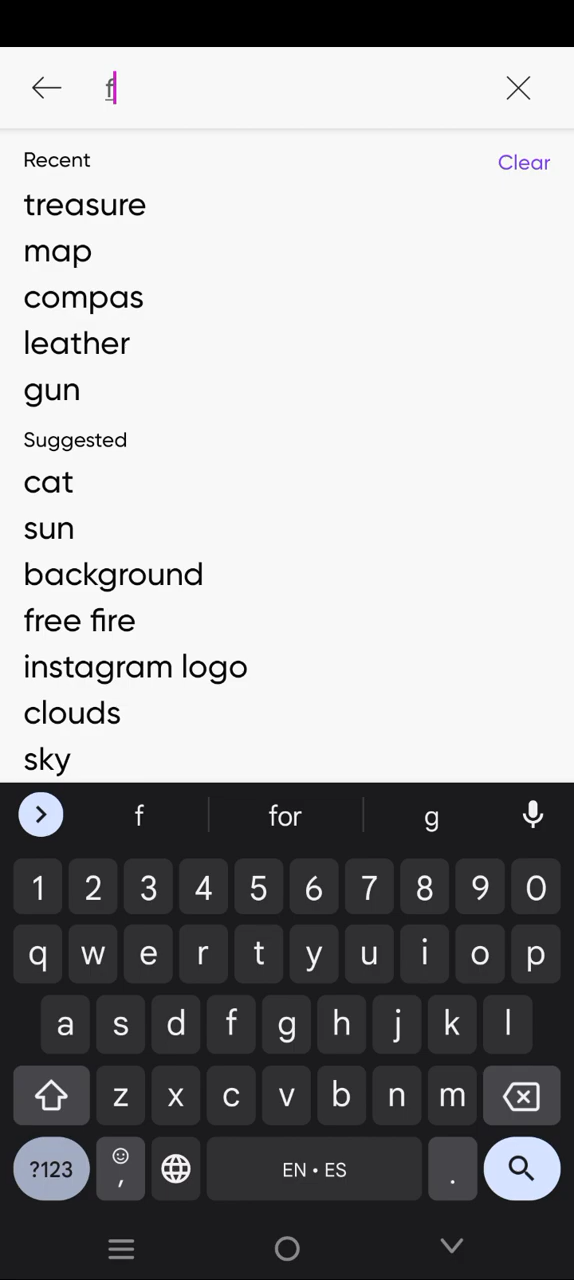 f
Recent Clear
treasure
map
compas
leather
gun
Suggested
cat
sun
background
free fire
instagram logo
clouds
sky
f for g
1 2 3 4 5 6 7 8 9 0
q w e r t y u i o p
a s d f g h j k l
z x c v b n m
?123 , EN • ES .